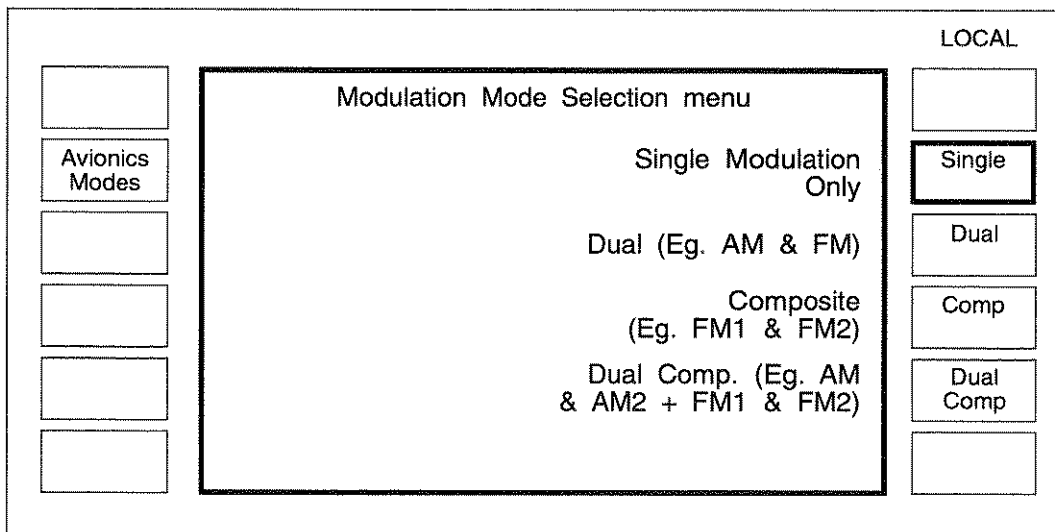 LOCAL
Modulation Mode Selection menu
Avionics
Modes
Single Modulation
Only
Single
Dual (Eg. AM & FM)
Dual
Composite
(Eg. FM1 & FM2)
Comp
Dual Comp. (Eg. AM
& AM2 + FM1 & FM2)
Dual
Comp